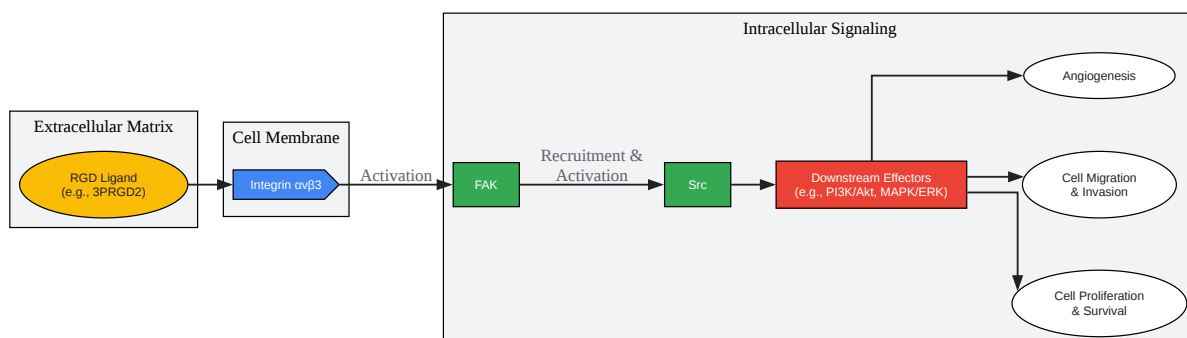 Intracellular Signaling
Extracellular Matrix
RGD Ligand
(e.g., 3PRGD2)
Cell Membrane
Integrin αvβ3
Activation
FAK
Recruitment &
Activation
Src
Downstream Effectors
(e.g., PI3K/Akt, MAPK/ERK)
Angiogenesis
Cell Migration
& Invasion
Cell Proliferation
& Survival